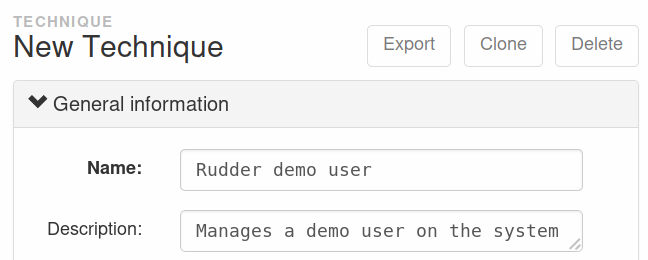 TECHNIQUE
New Technique
Export Clone Delete
General information
Name: Rudder demo user
Description: Manages a demo user on the system